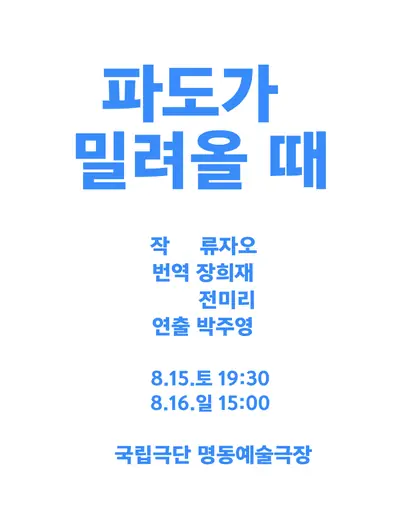 파도가
밀려올 때
작 류자오
번역 장희재
전미리
연출 박주영
8.15.토 19:30
8.16.일 15:00
국립극단 명동예술극장